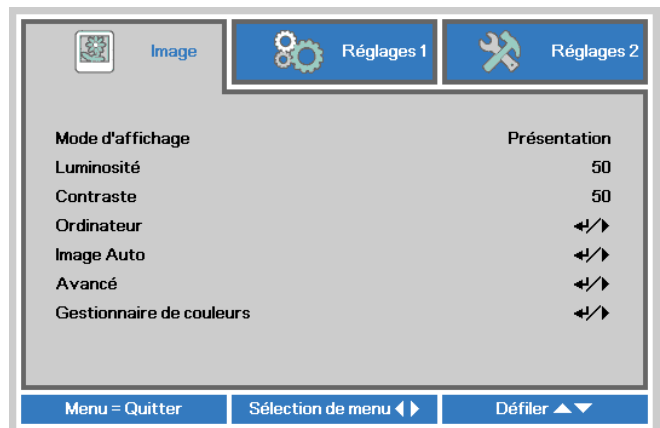 Image Réglages 1 Réglages 2
Mode d'affichage Présentation
Luminosité 50
Contraste 50
Ordinateur
Image Auto
Avancé
Gestionnaire de couleurs
Menu = Quitter Sélection de menu Défiler